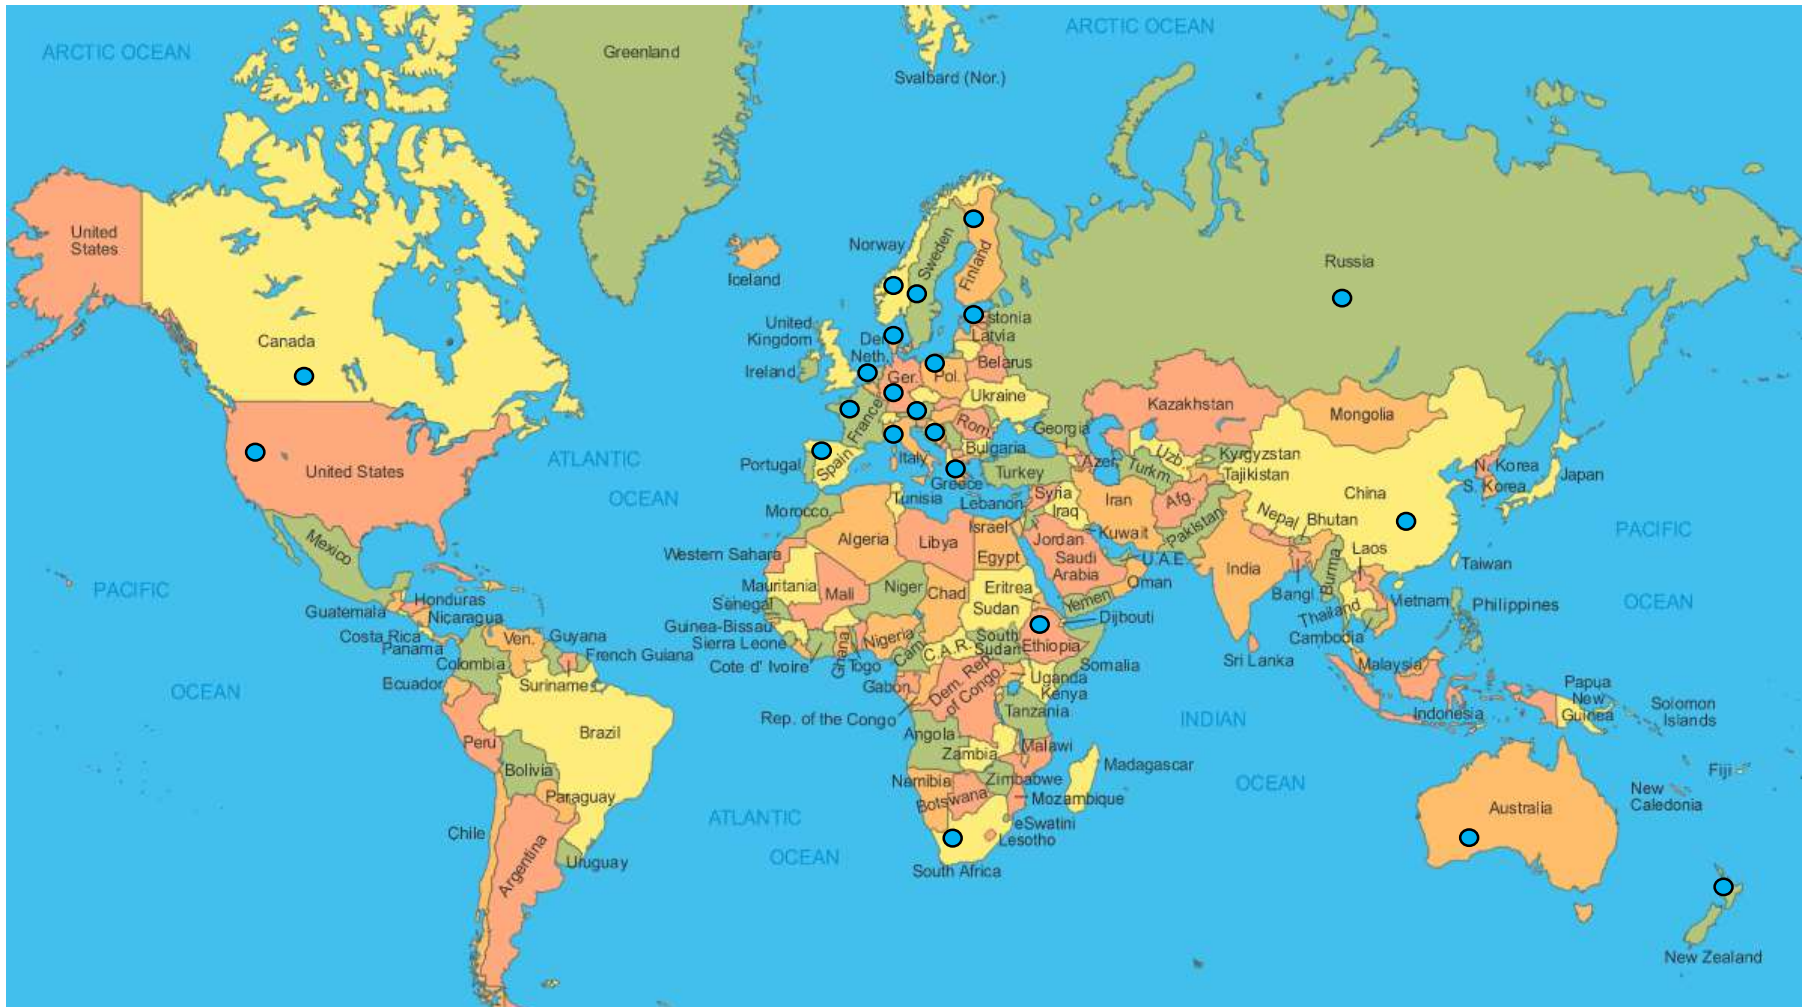 ARCTIC OCEAN
Greenland
ARCTIC OCEAN
Svalbard (Nor.)
United
States
Norway
Sweden
Finland
Russia
Iceland
Canada
United
Kingdom
Estonia
Latvia
Neth.
Belarus
Ireland
Ger.
Pol.
Ukraine
Kazakhstan
Mongolia
France
Rom.
Georgia
Bulgaria
ATLANTIC
OCEAN
Portugal
Spain
Italy
Greece
Turkey
Azer.
Turkm.
Uzb.
Kyrgyzstan
Tajikistan
N. Korea
S. Korea
Japan
United States
China
Tunisia
Lebanon
Syria
Iraq
Iran
Afg.
Morocco
Israel
Jordan
Kuwait
Pakistan
Nepal
Bhutan
PACIFIC
OCEAN
Mexico
Algeria
Libya
Egypt
Saudi
Arabia
U.A.E.
Oman
India
Bangl.
Burma
Laos
Taiwan
Western Sahara
PACIFIC
OCEAN
Mauritania
Mali
Niger
Chad
Eritrea
Sudan
Yemen
Dijbouti
Thailand
Vietnam
Cambodia
Philippines
Honduras
Guatemala
Nicaragua
Costa Rica
Panama
Senegal
Guinea-Bissau
Sierra Leone
Cote d' Ivoire
Ghana
Togo
Nigeria
Cam.
C.A.R.
South
Sudan
Ethiopia
Somalia
Sri Lanka
Malaysia
Ven.
Guyana
French Guiana
Suriname
Colombia
Ecuador
Gabon
Rep. of the Congo
Dem. Rep.
of Congo
Uganda
Kenya
Tanzania
INDIAN
OCEAN
Indonesia
Papua
New
Guinea
Solomon
Islands
Brazil
Peru
Bolivia
Paraguay
Chile
Argentina
Uruguay
ATLANTIC
OCEAN
Angola
Zambia
Malawi
Namibia
Botswana
Zimbabwe
Mozambique
Madagascar
eSwatini
Lesotho
South Africa
Australia
Fiji
New
Caledonia
New Zealand